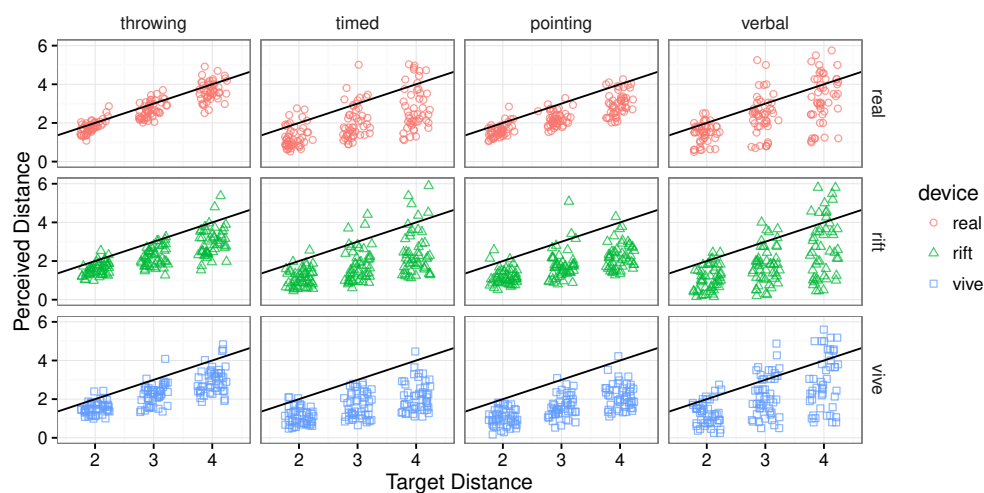 throwing timed pointing verbal
6
4
2
0
real
6
4
2
0
rift
6
4
2
0
vive
2 3 4 2 3 4 2 3 4 2 3 4
Target Distance
Perceived Distance
device
real
rift
vive